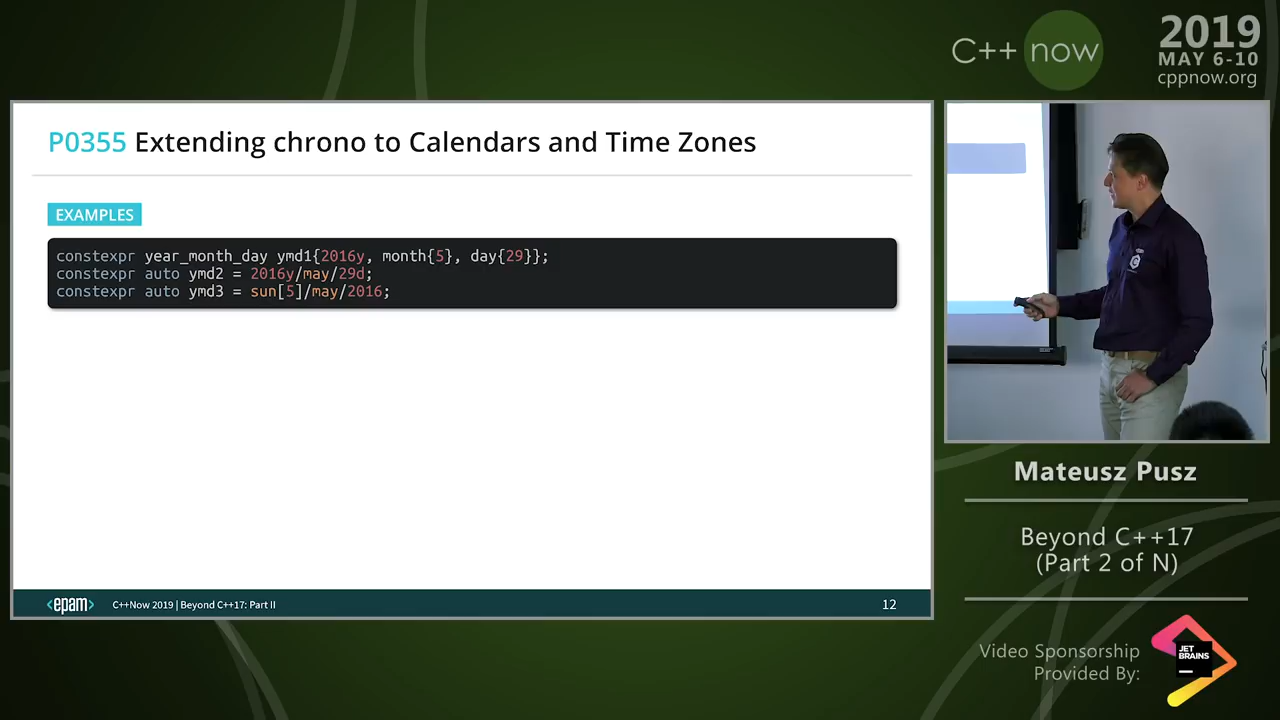 C++ now
2019
MAY 6-10
cppnow.org
P0355 Extending chrono to Calendars and Time Zones
EXAMPLES
constexpr year_month_day ymd1{2016y, month{5}, day{29}};
constexpr auto ymd2 = 2016y/may/29d;
constexpr auto ymd3 = sun[5]/may/2016;
<epam>
C++Now 2019 | Beyond C++17: Part II
12
Mateusz Pusz
Beyond C++17
(Part 2 of N)
Video Sponsorship
Provided By:
JET
BRAINS